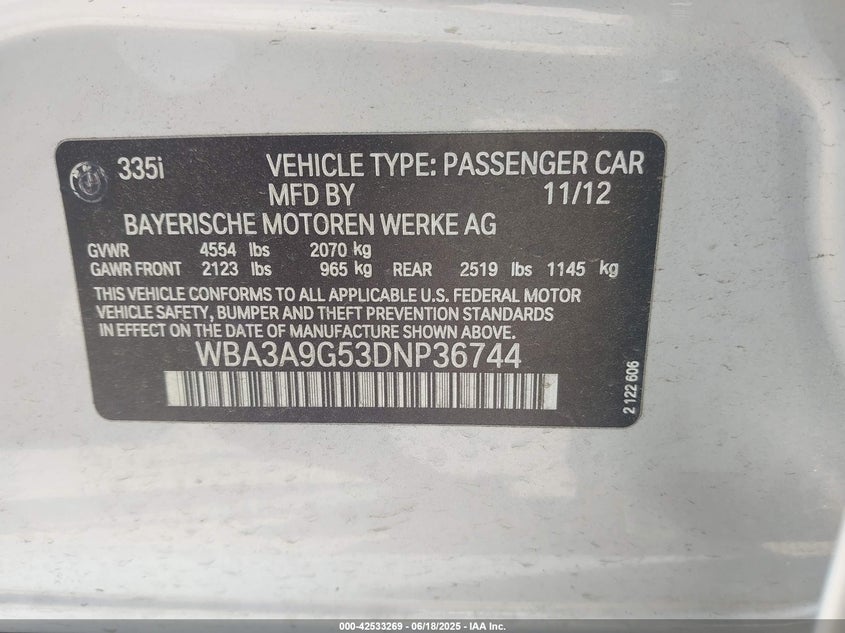 335i VEHICLE TYPE: PASSENGER CAR
MFD BY 11/12
BAYERISCHE MOTOREN WERKE AG
GVWR 4554 lbs 2070 kg
GAWR FRONT 2123 lbs 965 kg REAR 2519 lbs 1145 kg
THIS VEHICLE CONFORMS TO ALL APPLICABLE U.S. FEDERAL MOTOR
VEHICLE SAFETY, BUMPER AND THEFT PREVENTION STANDARDS
IN EFFECT ON THE DATE OF MANUFACTURE SHOWN ABOVE.
WBA3A9G53DNP36744
2 122 606
000-42533269 - 06/18/2025 - IAA Inc.